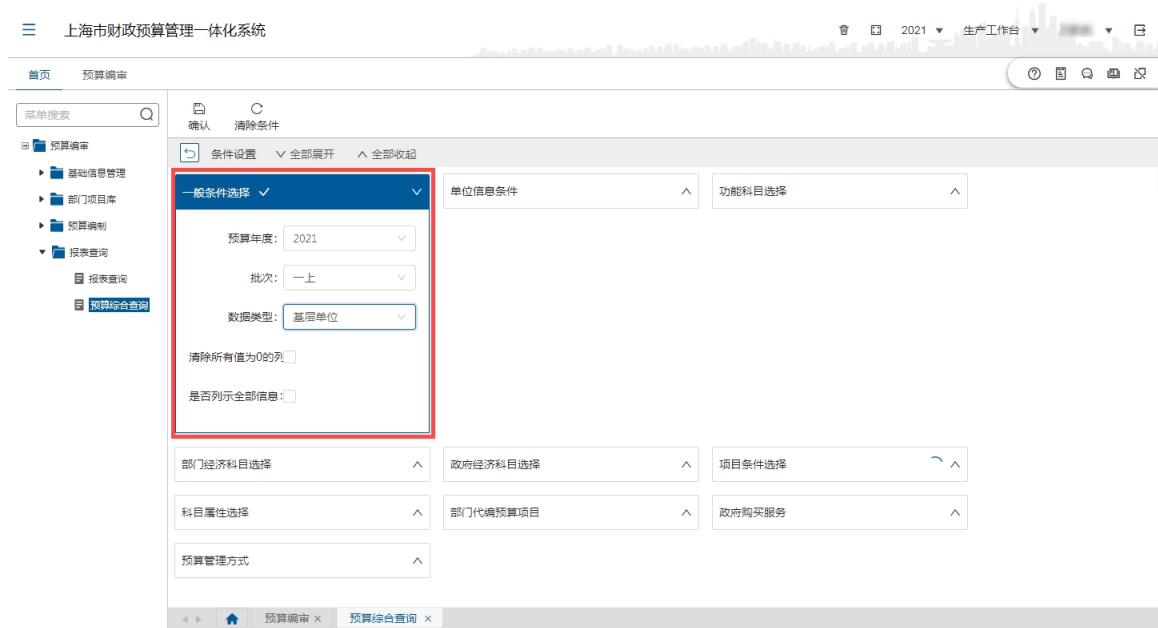 上海市财政预算管理一体化系统
2021 生产工作台
首页 预算编审
菜单搜索
确认 清除条件
预算编审
条件设置 全部展开 全部收起
基础信息管理
一般条件选择 单位信息条件 功能科目选择
部门项目库
预算编制
预算年度： 2021
报表查询
报表查询
批次： 一上
预算综合查询
数据类型： 基层单位
清除所有值为0的列
是否列示全部信息：
部门经济科目选择 政府经济科目选择 项目条件选择
科目属性选择 部门代编预算项目 政府购买服务
预算管理方式
预算编审 × 预算综合查询 ×